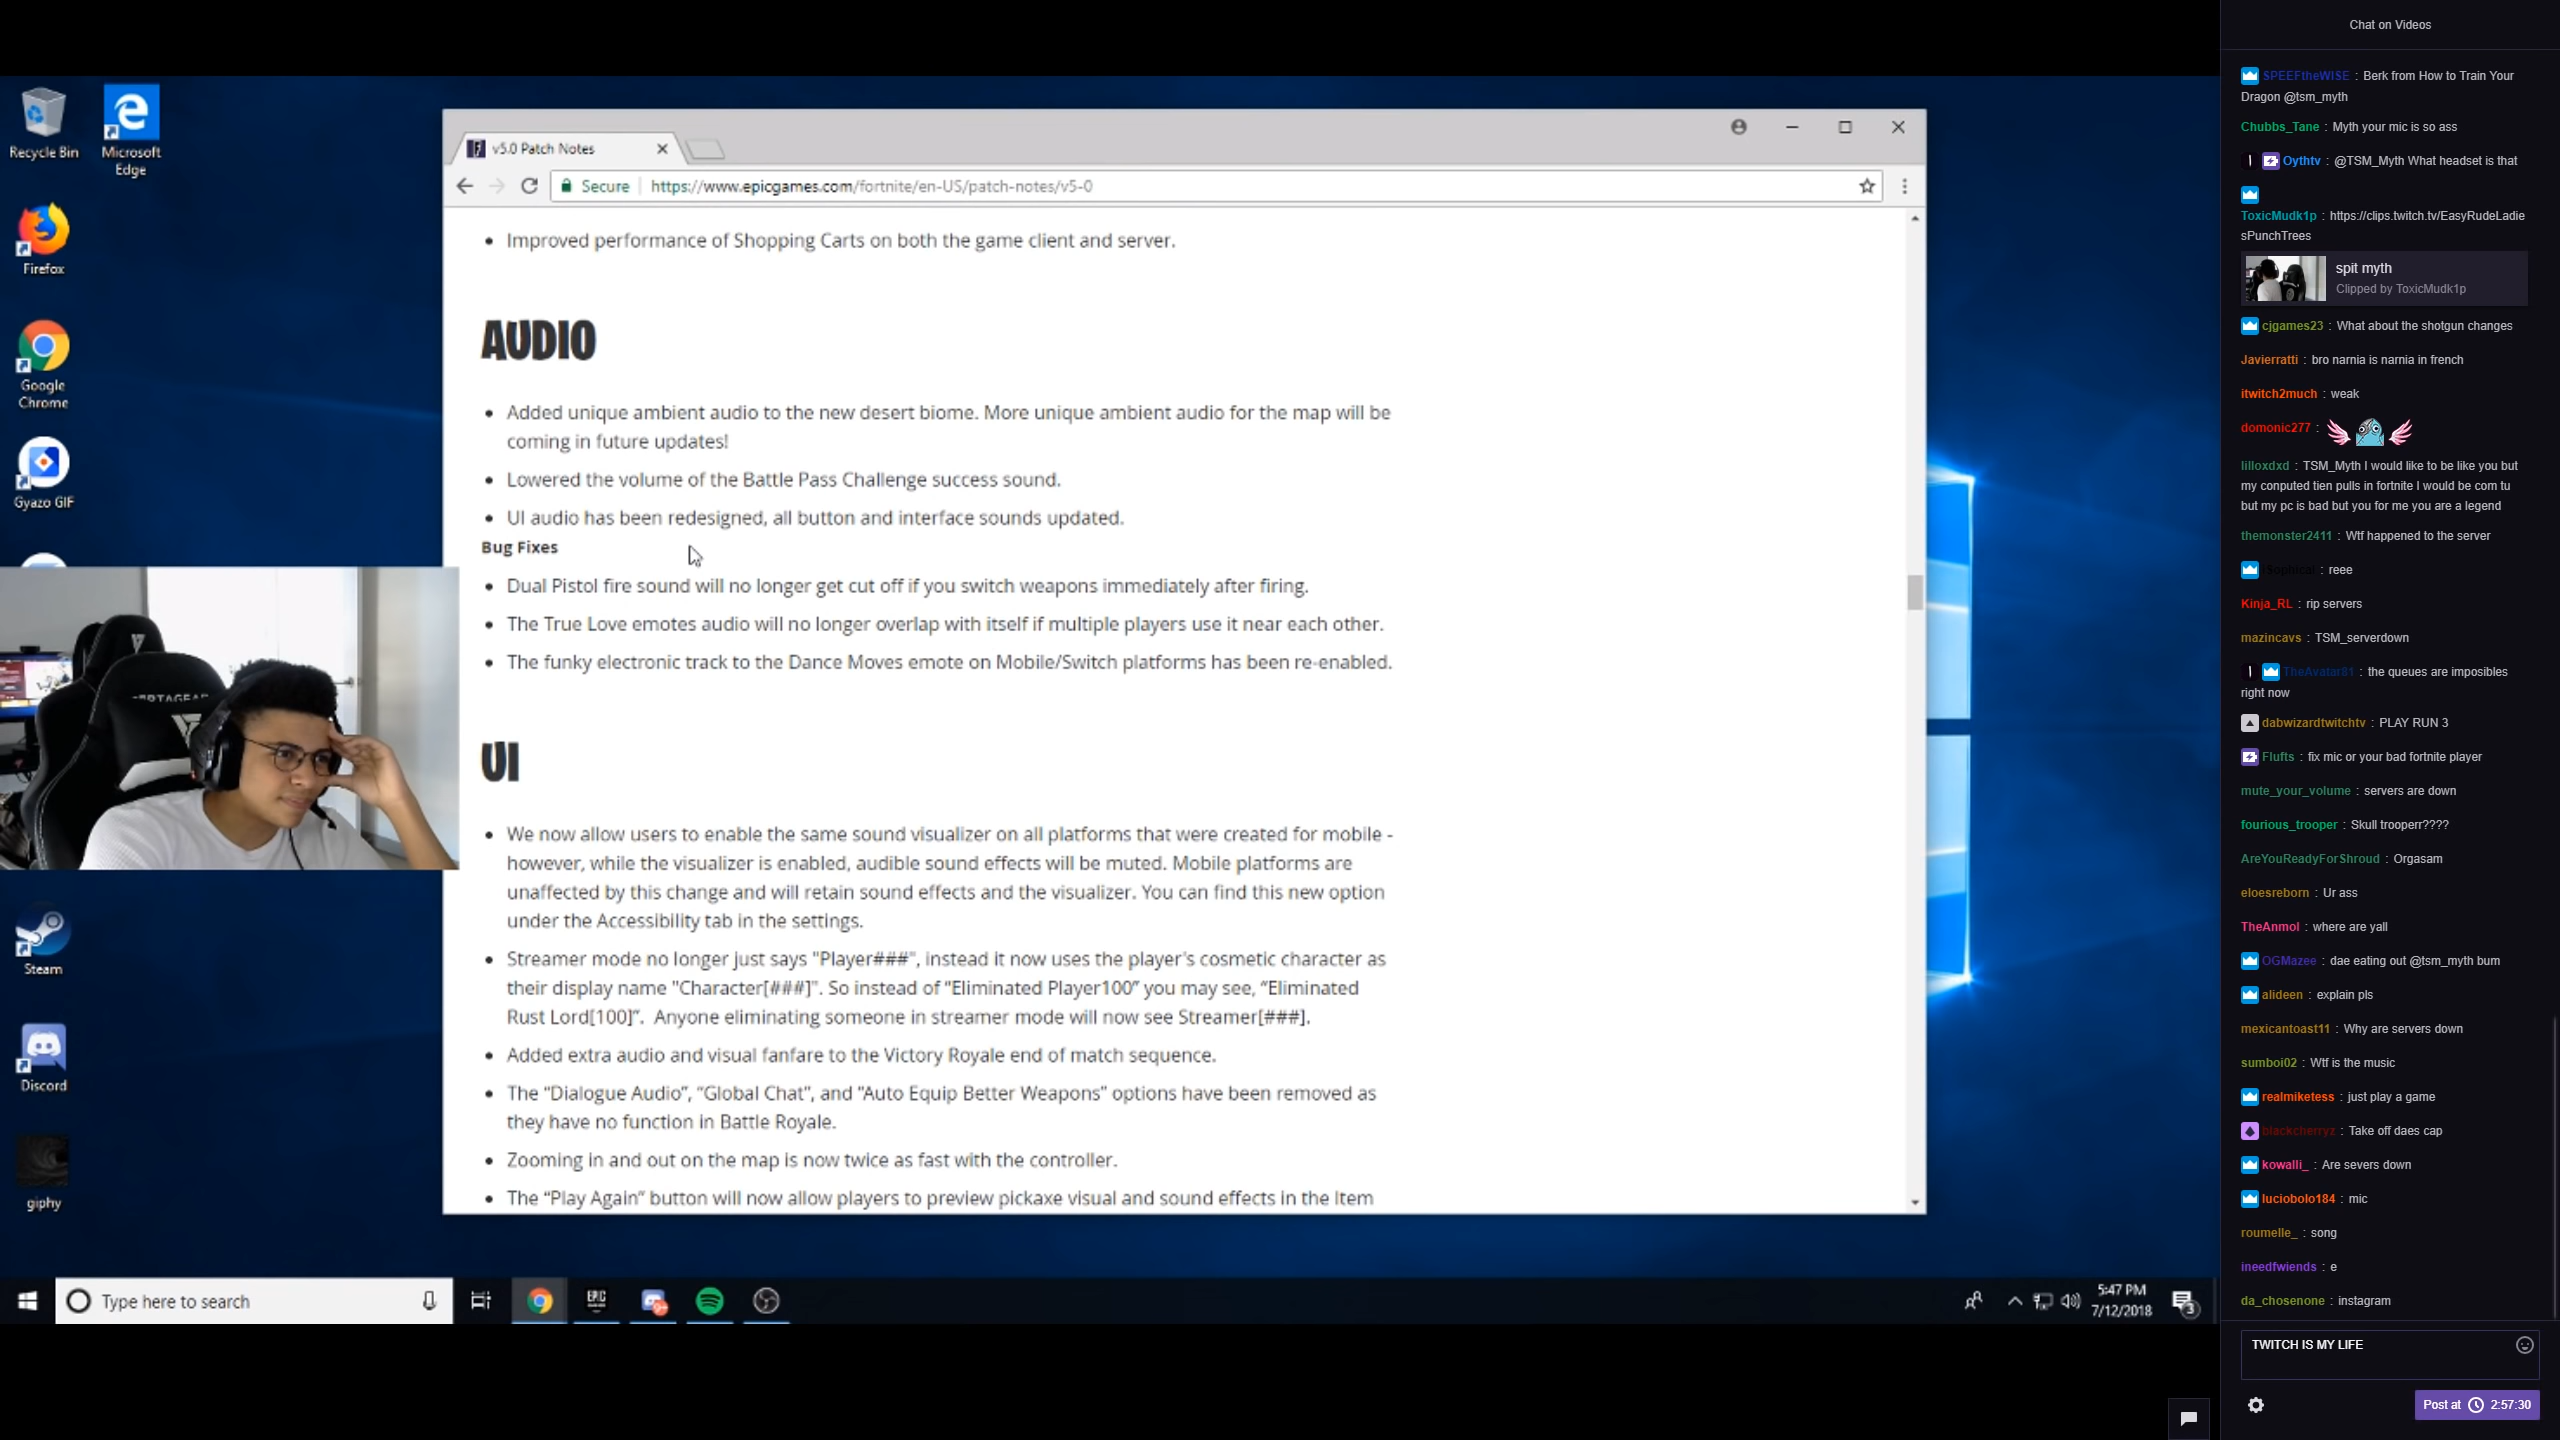 Recycle Bin
Microsoft
Edge
Firefox
Google
Chrome
Gyazo GIF
Steam
Discord
giphy
v5.0 Patch Notes
Secure
https://www.epicgames.com/fortnite/en-US/patch-notes/v5-0
• Improved performance of Shopping Carts on both the game client and server.
AUDIO
• Added unique ambient audio to the new desert biome. More unique ambient audio for the map will be
coming in future updates!
• Lowered the volume of the Battle Pass Challenge success sound.
• UI audio has been redesigned, all button and interface sounds updated.
Bug Fixes
• Dual Pistol fire sound will no longer get cut off if you switch weapons immediately after firing.
• The True Love emotes audio will no longer overlap with itself if multiple players use it near each other.
• The funky electronic track to the Dance Moves emote on Mobile/Switch platforms has been re-enabled.
UI
• We now allow users to enable the same sound visualizer on all platforms that were created for mobile -
however, while the visualizer is enabled, audible sound effects will be muted. Mobile platforms are
unaffected by this change and will retain sound effects and the visualizer. You can find this new option
under the Accessibility tab in the settings.
• Streamer mode no longer just says "Player###", instead it now uses the player's cosmetic character as
their display name "Character[###]". So instead of “Eliminated Player100” you may see, “Eliminated
Rust Lord[100]”. Anyone eliminating someone in streamer mode will now see Streamer[###].
• Added extra audio and visual fanfare to the Victory Royale end of match sequence.
• The “Dialogue Audio”, “Global Chat”, and “Auto Equip Better Weapons” options have been removed as
they have no function in Battle Royale.
• Zooming in and out on the map is now twice as fast with the controller.
• The “Play Again” button will now allow players to preview pickaxe visual and sound effects in the Item
Type here to search
EPIC
5:47 PM
7/12/2018
3
Chat on Videos
SPEEFtheWISE : Berk from How to Train Your
Dragon @tsm_myth
Chubbs_Tane : Myth your mic is so ass
Oythtv : @TSM_Myth What headset is that
ToxicMudk1p : https://clips.twitch.tv/EasyRudeLadie
sPunchTrees
spit myth
Clipped by ToxicMudk1p
cjgames23 : What about the shotgun changes
Javierratti : bro narnia is narnia in french
itwitch2much : weak
domonic277 :
lilloxdxd : TSM_Myth I would like to be like you but
my conputed tien pulls in fortnite I would be com tu
but my pc is bad but you for me you are a legend
themonster2411 : Wtf happened to the server
: reee
Kinja_RL : rip servers
mazincavs : TSM_serverdown
TheAvatar81 : the queues are imposibles
right now
dabwizardtwitchtv : PLAY RUN 3
Flufts : fix mic or your bad fortnite player
mute_your_volume : servers are down
fourious_trooper : Skull trooperr????
AreYouReadyForShroud : Orgasam
eloesreborn : Ur ass
TheAnmol : where are yall
OGMazee : dae eating out @tsm_myth bum
alideen : explain pls
mexicantoast11 : Why are servers down
sumboi02 : Wtf is the music
realmiketess : just play a game
blackcherryz : Take off daes cap
kowalli_ : Are severs down
luciobolo184 : mic
roumelle_ : song
ineedfwiends : e
da_chosenone : instagram
TWITCH IS MY LIFE
Post at 2:57:30